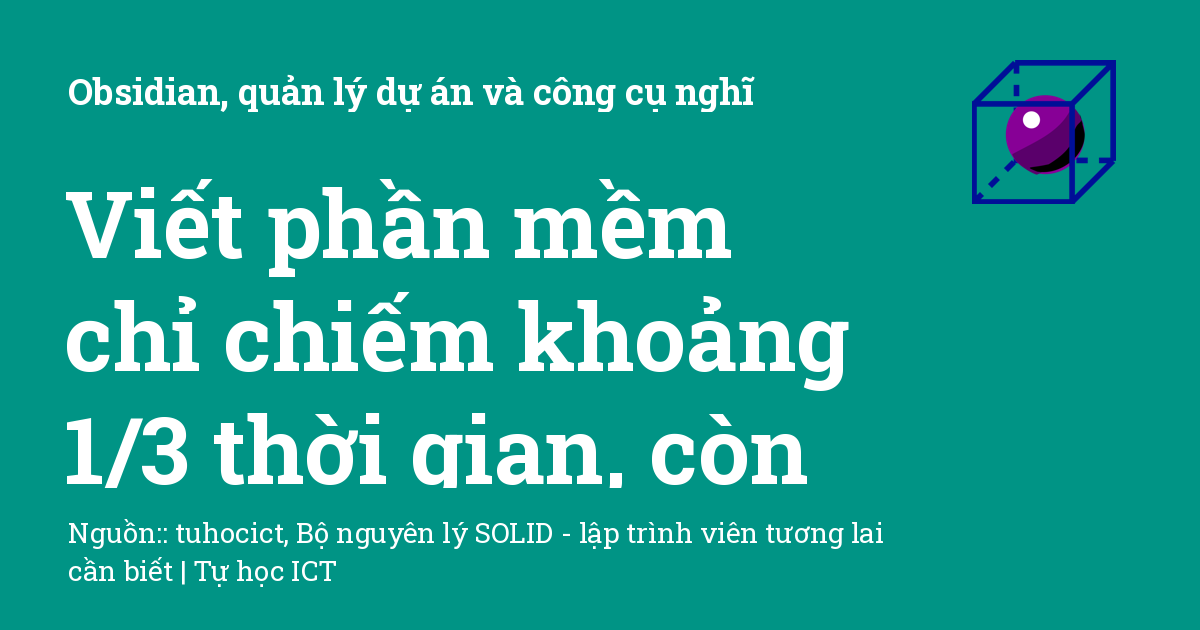 Obsidian, quản lý dự án và công cụ nghĩ
Viết phần mềm
chỉ chiếm khoảng
1/3 thời gian, còn
Nguồn:: tuhocict, Bộ nguyên lý SOLID - lập trình viên tương lai
cần biết | Tự học ICT